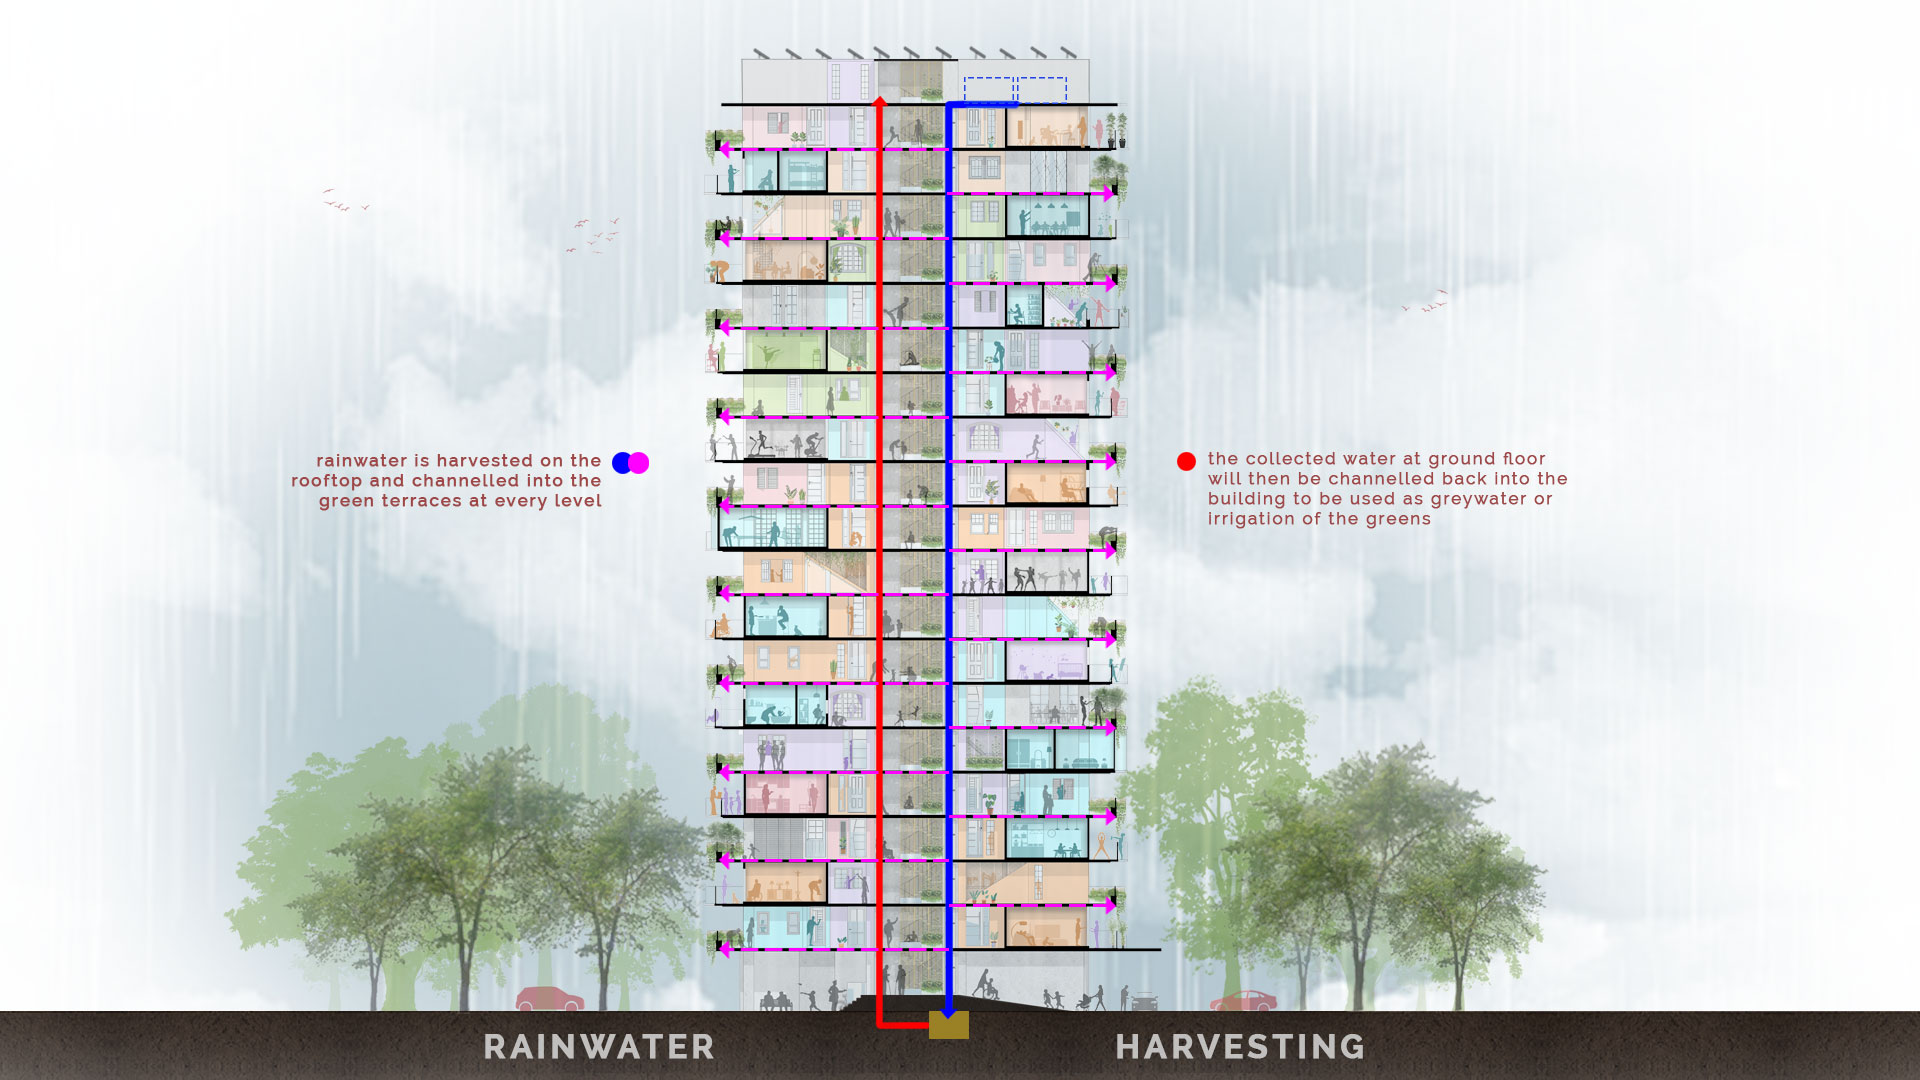 rainwater is harvested on the
rooftop and channelled into the
green terraces at every level
the collected water at ground floor
will then be channelled back into the
building to be used as greywater or
irrigation of the greens
RAINWATER HARVESTING